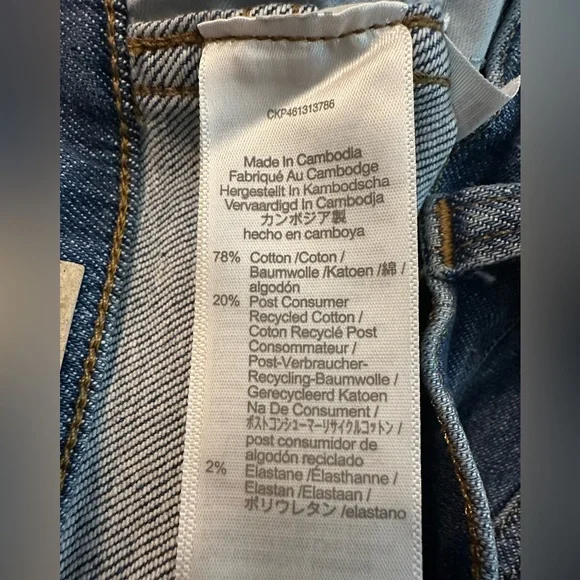 CKP461313786
Made In Cambodia
Fabriqué Au Cambodge
Hergestellt In Kambodscha
Vervaardigd In Cambodja
カンボジア製
hecho en camboya
78% Cotton /Coton /
Baumwolle /Katoen /綿 /
algodón
20% Post Consumer
Recycled Cotton /
Coton Recyclé Post
Consommateur /
Post-Verbraucher-
Recycling-Baumwolle /
Gerecycleerd Katoen
Na De Consument /
ポストコンシューマーリサイクルコットン /
post consumidor de
algodón reciclado
2% Elastane /Élasthanne /
Elastan /Elastaan /
ポリウレタン /elastano